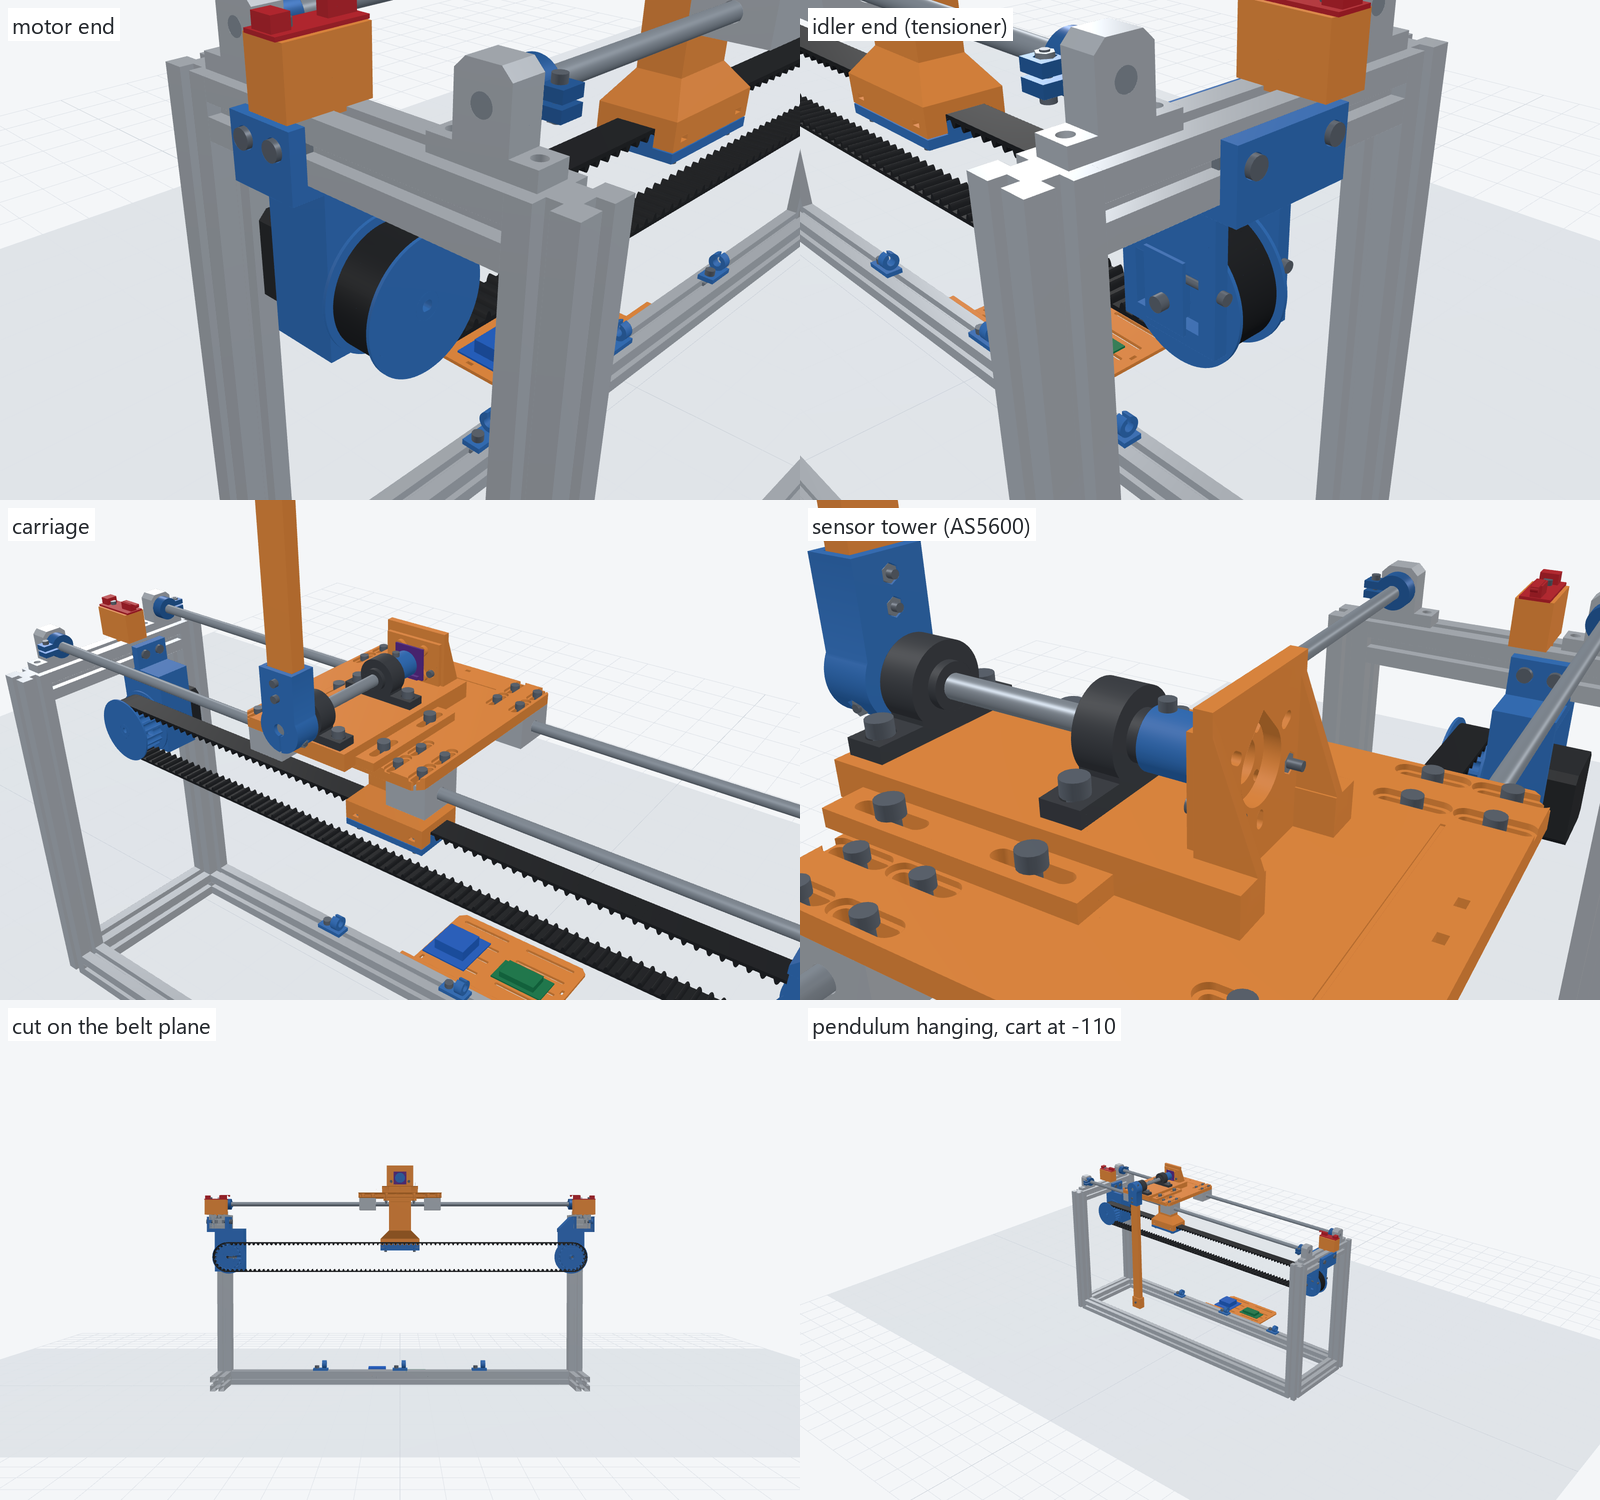 motor end
idler end (tensioner)
carriage
sensor tower (AS5600)
cut on the belt plane
pendulum hanging, cart at -110